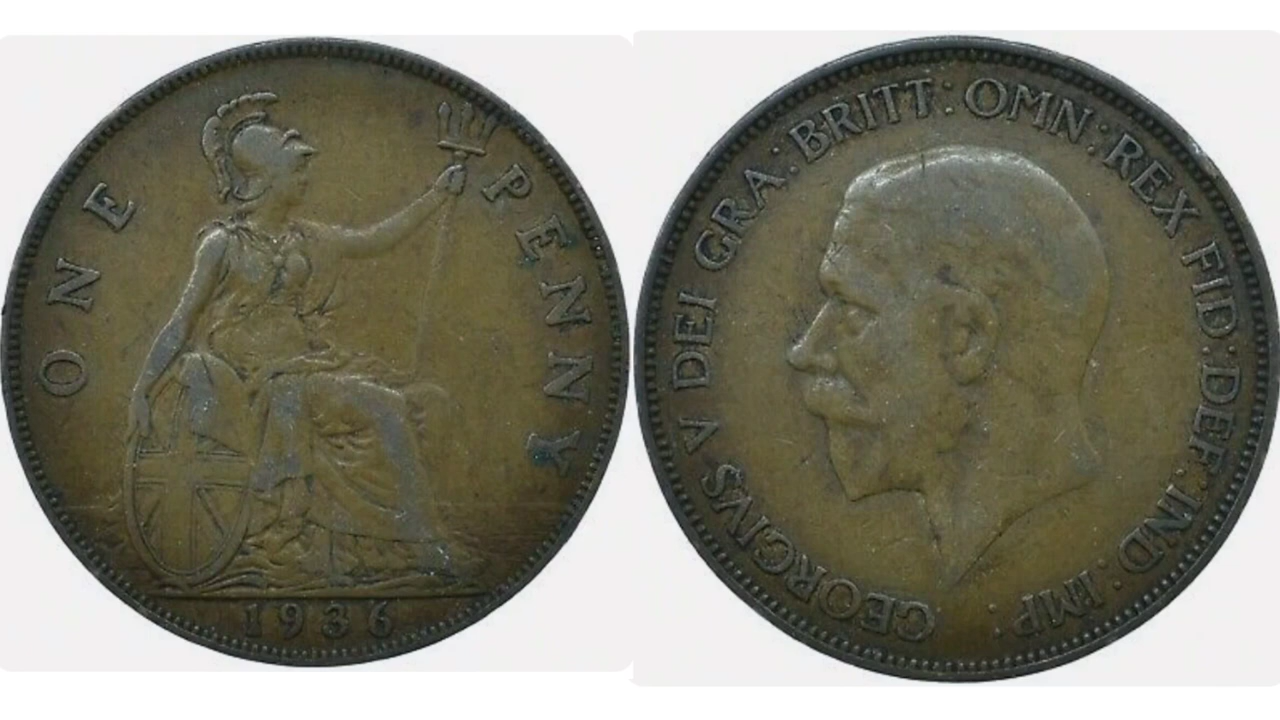 ONE PENNY
1936
GEORGIVS V DEI GRA: BRITT: OMN: REX FID: DEF: IND: IMP: